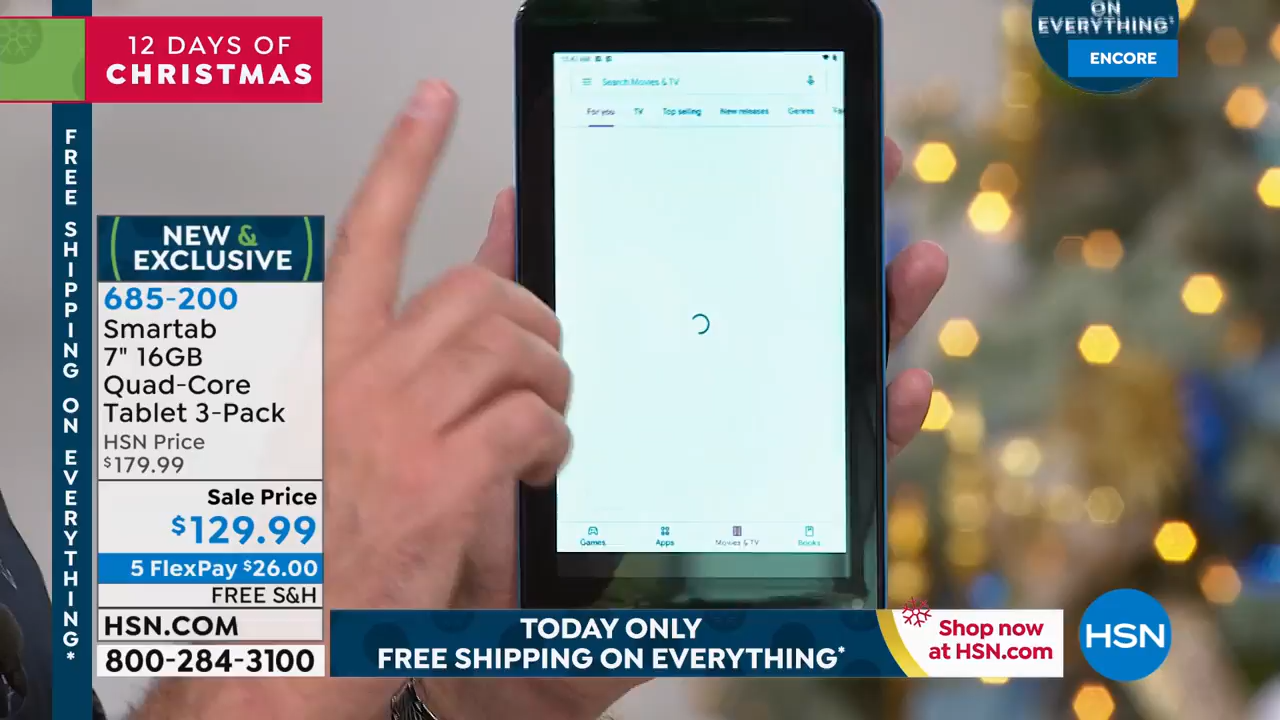 12 DAYS OF
CHRISTMAS
FREE SHIPPING ON EVERYTHING*
NEW &
EXCLUSIVE
685-200
Smartab
7" 16GB
Quad-Core
Tablet 3-Pack
HSN Price
$179.99
Sale Price
$129.99
5 FlexPay $26.00
FREE S&H
HSN.COM
800-284-3100
Search Movies & TV
For you TV Top selling New releases Genres
Games Apps Movies & TV Books
ON
EVERYTHING*
ENCORE
TODAY ONLY
FREE SHIPPING ON EVERYTHING*
Shop now
at HSN.com
HSN